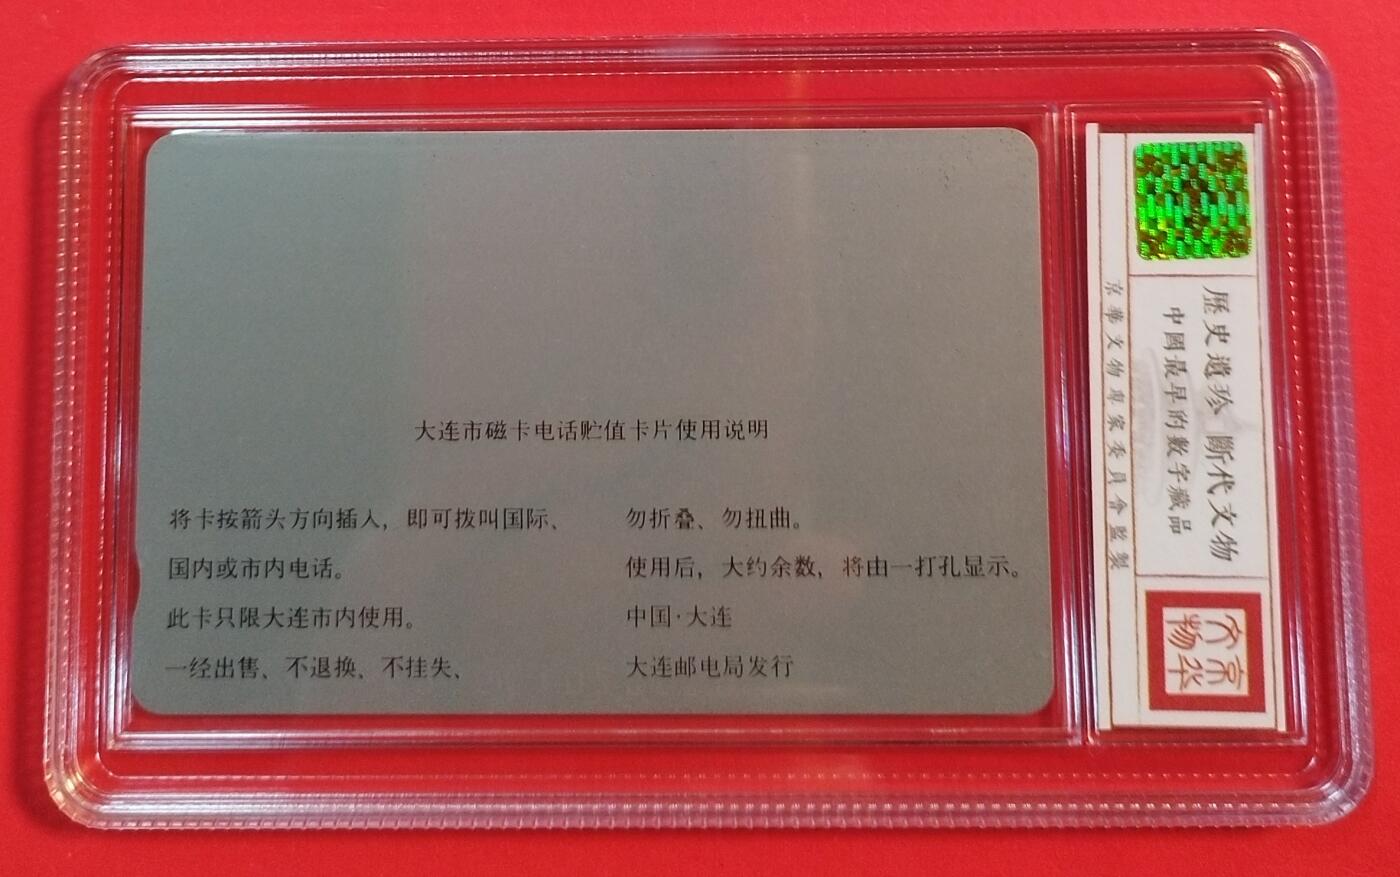 大连市磁卡电话贮值卡片使用说明
将卡按箭头方向插入，即可拨叫国际、
国内或市内电话。
此卡只限大连市内使用。
一经出售、不退换、不挂失、
勿折叠、勿扭曲。
使用后，大约余数，将由一打孔显示。
中国·大连
大连邮电局发行
歷史遺珍 斷代文物
中國最早的數字藏品
京華文物專家委員會監製
京华
文物